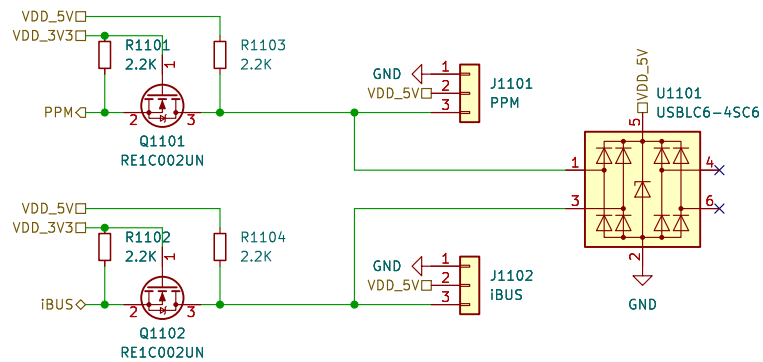 VDD_5V
VDD_3V3
R1101
2.2K
R1103
2.2K
1
PPM
2
3
Q1101
RE1C002UN
GND
VDD_5V
1
2
3
J1101
PPM
VDD_5V
U1101
USBLC6-4SC6
5
1
3
4
6
2
GND
VDD_5V
VDD_3V3
R1102
2.2K
R1104
2.2K
1
iBUS
2
3
Q1102
RE1C002UN
GND
VDD_5V
1
2
3
J1102
iBUS